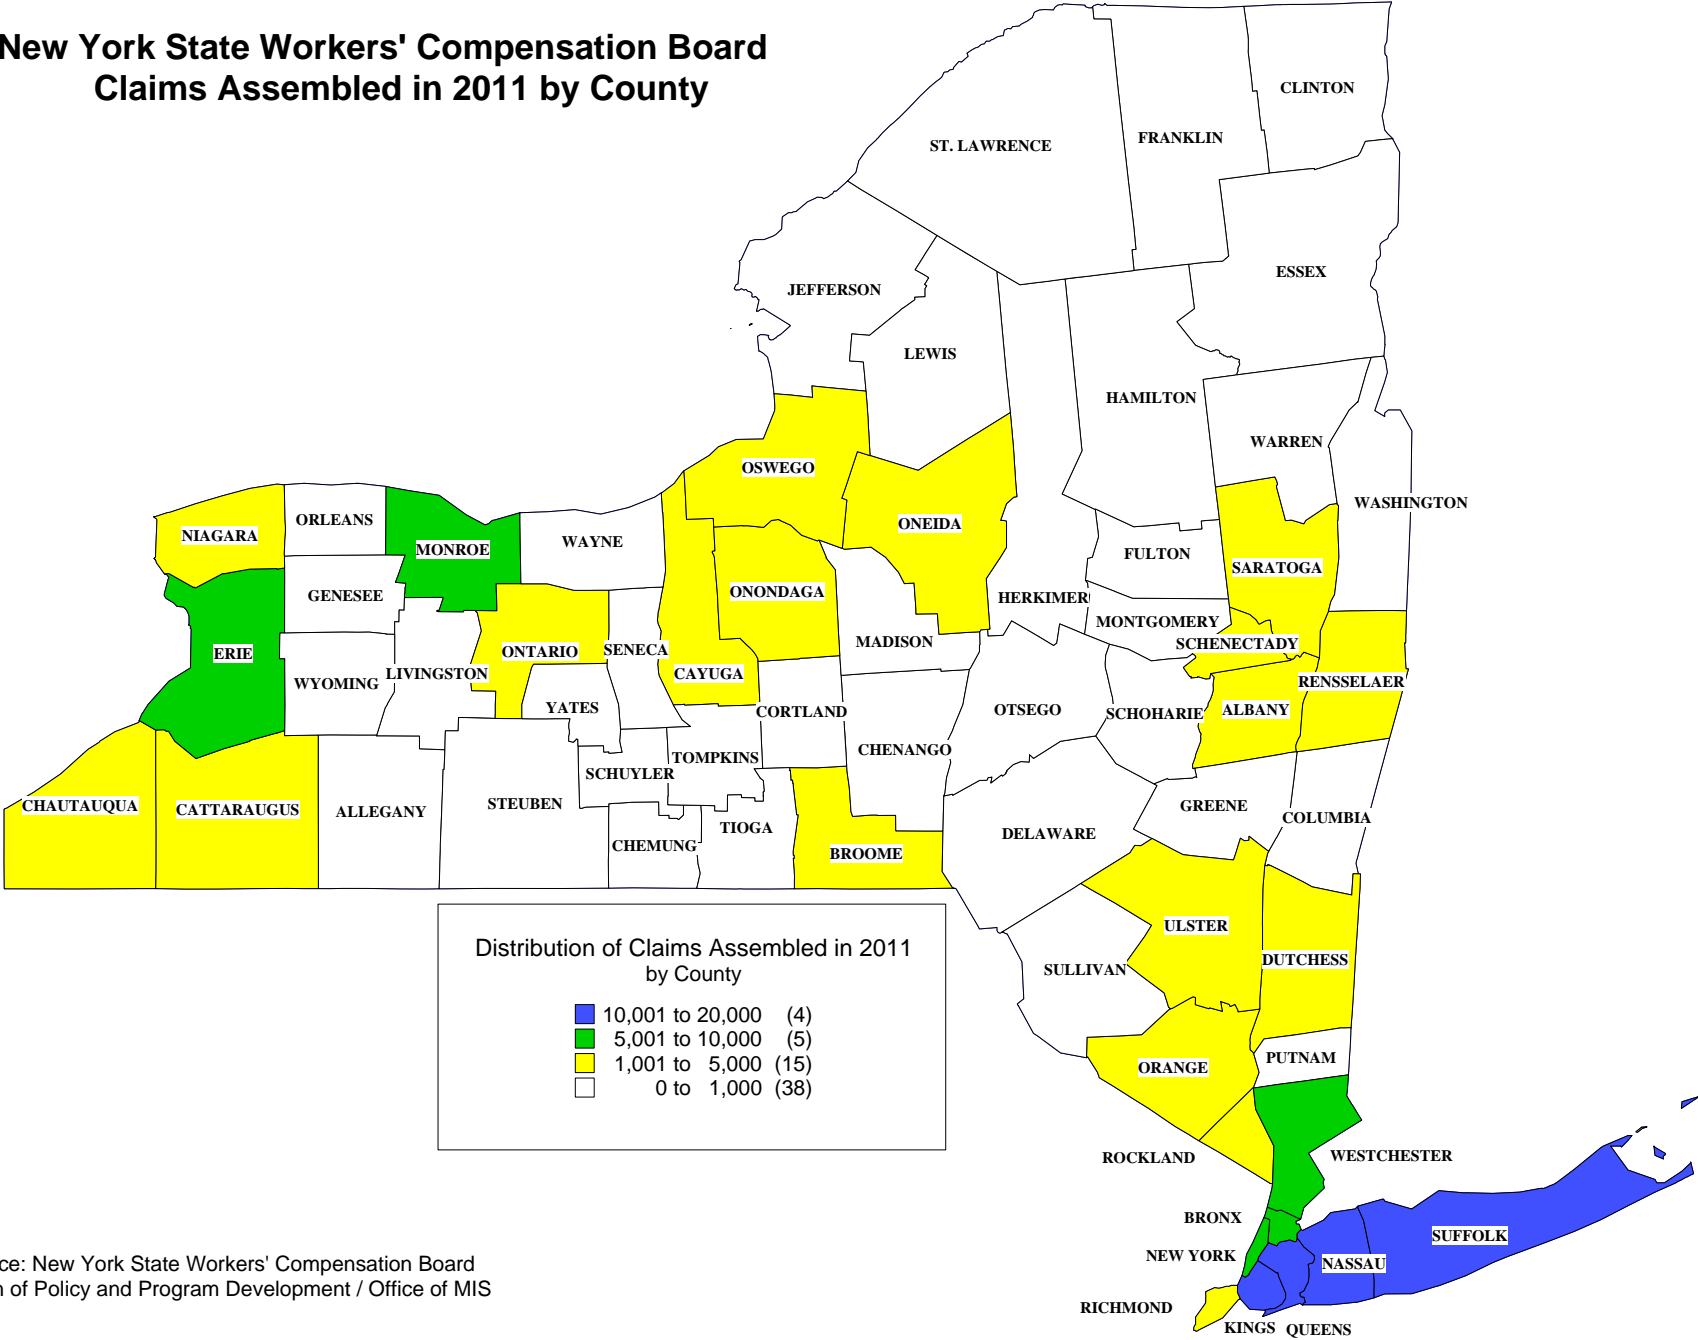 New York State Workers' Compensation Board
Claims Assembled in 2011 by County
CLINTON
ST. LAWRENCE
FRANKLIN
ESSEX
JEFFERSON
LEWIS
HAMILTON
WARREN
OSWEGO
WASHINGTON
ORLEANS
ONEIDA
NIAGARA
WAYNE
MONROE
FULTON
SARATOGA
GENESEE
ONONDAGA
HERKIMER
MONTGOMERY
MADISON
SCHENECTADY
ERIE
ONTARIO
SENECA
LIVINGSTON
CAYUGA
WYOMING
RENSSELAER
YATES
CORTLAND
OTSEGO
SCHOHARIE
ALBANY
CHENANGO
TOMPKINS
SCHUYLER
CHAUTAUQUA
CATTARAUGUS
ALLEGANY
STEUBEN
GREENE
COLUMBIA
TIOGA
DELAWARE
CHEMUNG
BROOME
ULSTER
Distribution of Claims Assembled in 2011
by County
DUTCHESS
SULLIVAN
10,001 to 20,000 (4)
5,001 to 10,000 (5)
1,001 to 5,000 (15)
0 to 1,000 (38)
PUTNAM
ORANGE
ROCKLAND
WESTCHESTER
BRONX
SUFFOLK
NEW YORK
NASSAU
RICHMOND
KINGS
QUEENS
ce: New York State Workers' Compensation Board
of Policy and Program Development / Office of MIS